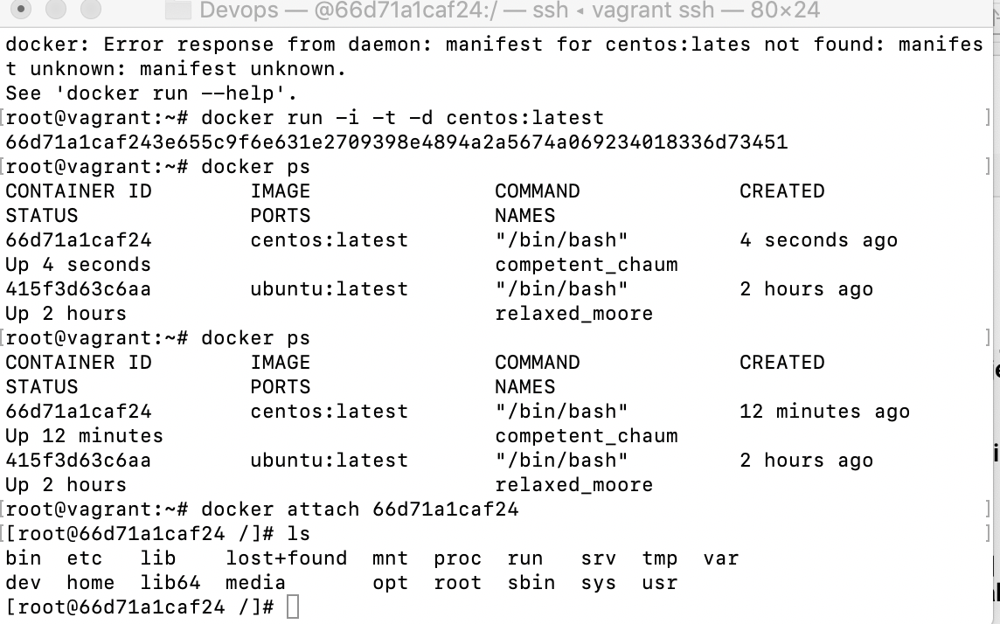 Devops — @66d71a1caf24:/ — ssh ◂ vagrant ssh — 80×24
docker: Error response from daemon: manifest for centos:lates not found: manifes
t unknown: manifest unknown.
See 'docker run --help'.
[root@vagrant:~# docker run -i -t -d centos:latest ]
66d71a1caf243e655c9f6e631e2709398e4894a2a5674a069234018336d73451
[root@vagrant:~# docker ps ]
CONTAINER ID        IMAGE               COMMAND             CREATED
STATUS              PORTS               NAMES
66d71a1caf24        centos:latest       "/bin/bash"         4 seconds ago
Up 4 seconds                            competent_chaum
415f3d63c6aa        ubuntu:latest       "/bin/bash"         2 hours ago
Up 2 hours                              relaxed_moore
[root@vagrant:~# docker ps ]
CONTAINER ID        IMAGE               COMMAND             CREATED
STATUS              PORTS               NAMES
66d71a1caf24        centos:latest       "/bin/bash"         12 minutes ago
Up 12 minutes                           competent_chaum
415f3d63c6aa        ubuntu:latest       "/bin/bash"         2 hours ago
Up 2 hours                              relaxed_moore
[root@vagrant:~# docker attach 66d71a1caf24 ]
[[root@66d71a1caf24 /]# ls ]
bin  etc   lib    lost+found  mnt  proc  run   srv  tmp  var
dev  home  lib64  media       opt  root  sbin  sys  usr
[root@66d71a1caf24 /]#